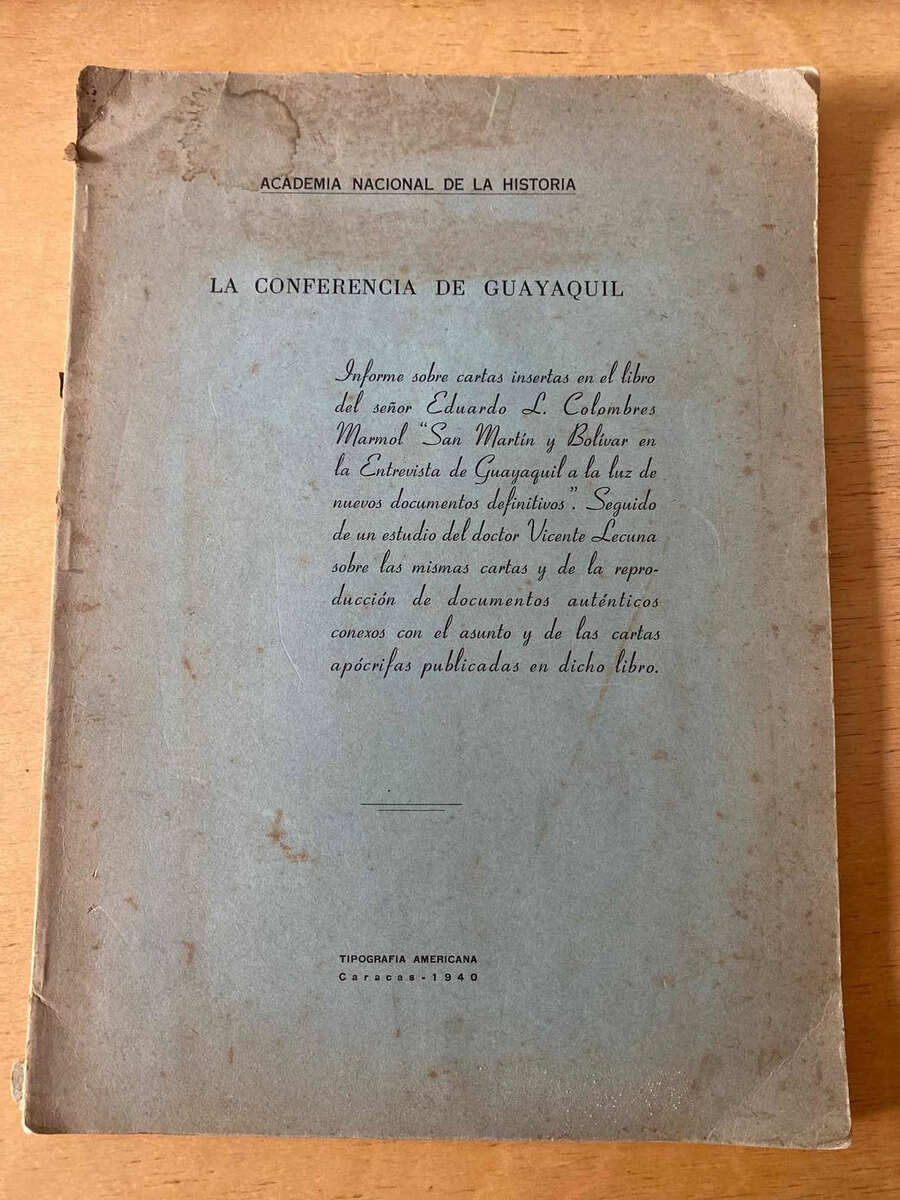 ACADEMIA NACIONAL DE LA HISTORIA
LA CONFERENCIA DE GUAYAQUIL
Informe sobre cartas insertas en el libro
del señor Eduardo L. Colombres
Marmol "San Martín y Bolívar en
la Entrevista de Guayaquil a la luz de
nuevos documentos definitivos". Seguido
de un estudio del doctor Vicente Lecuna
sobre las mismas cartas y de la repro-
ducción de documentos auténticos
conexos con el asunto y de las cartas
apócrifas publicadas en dicho libro.
TIPOGRAFIA AMERICANA
Caracas - 1940